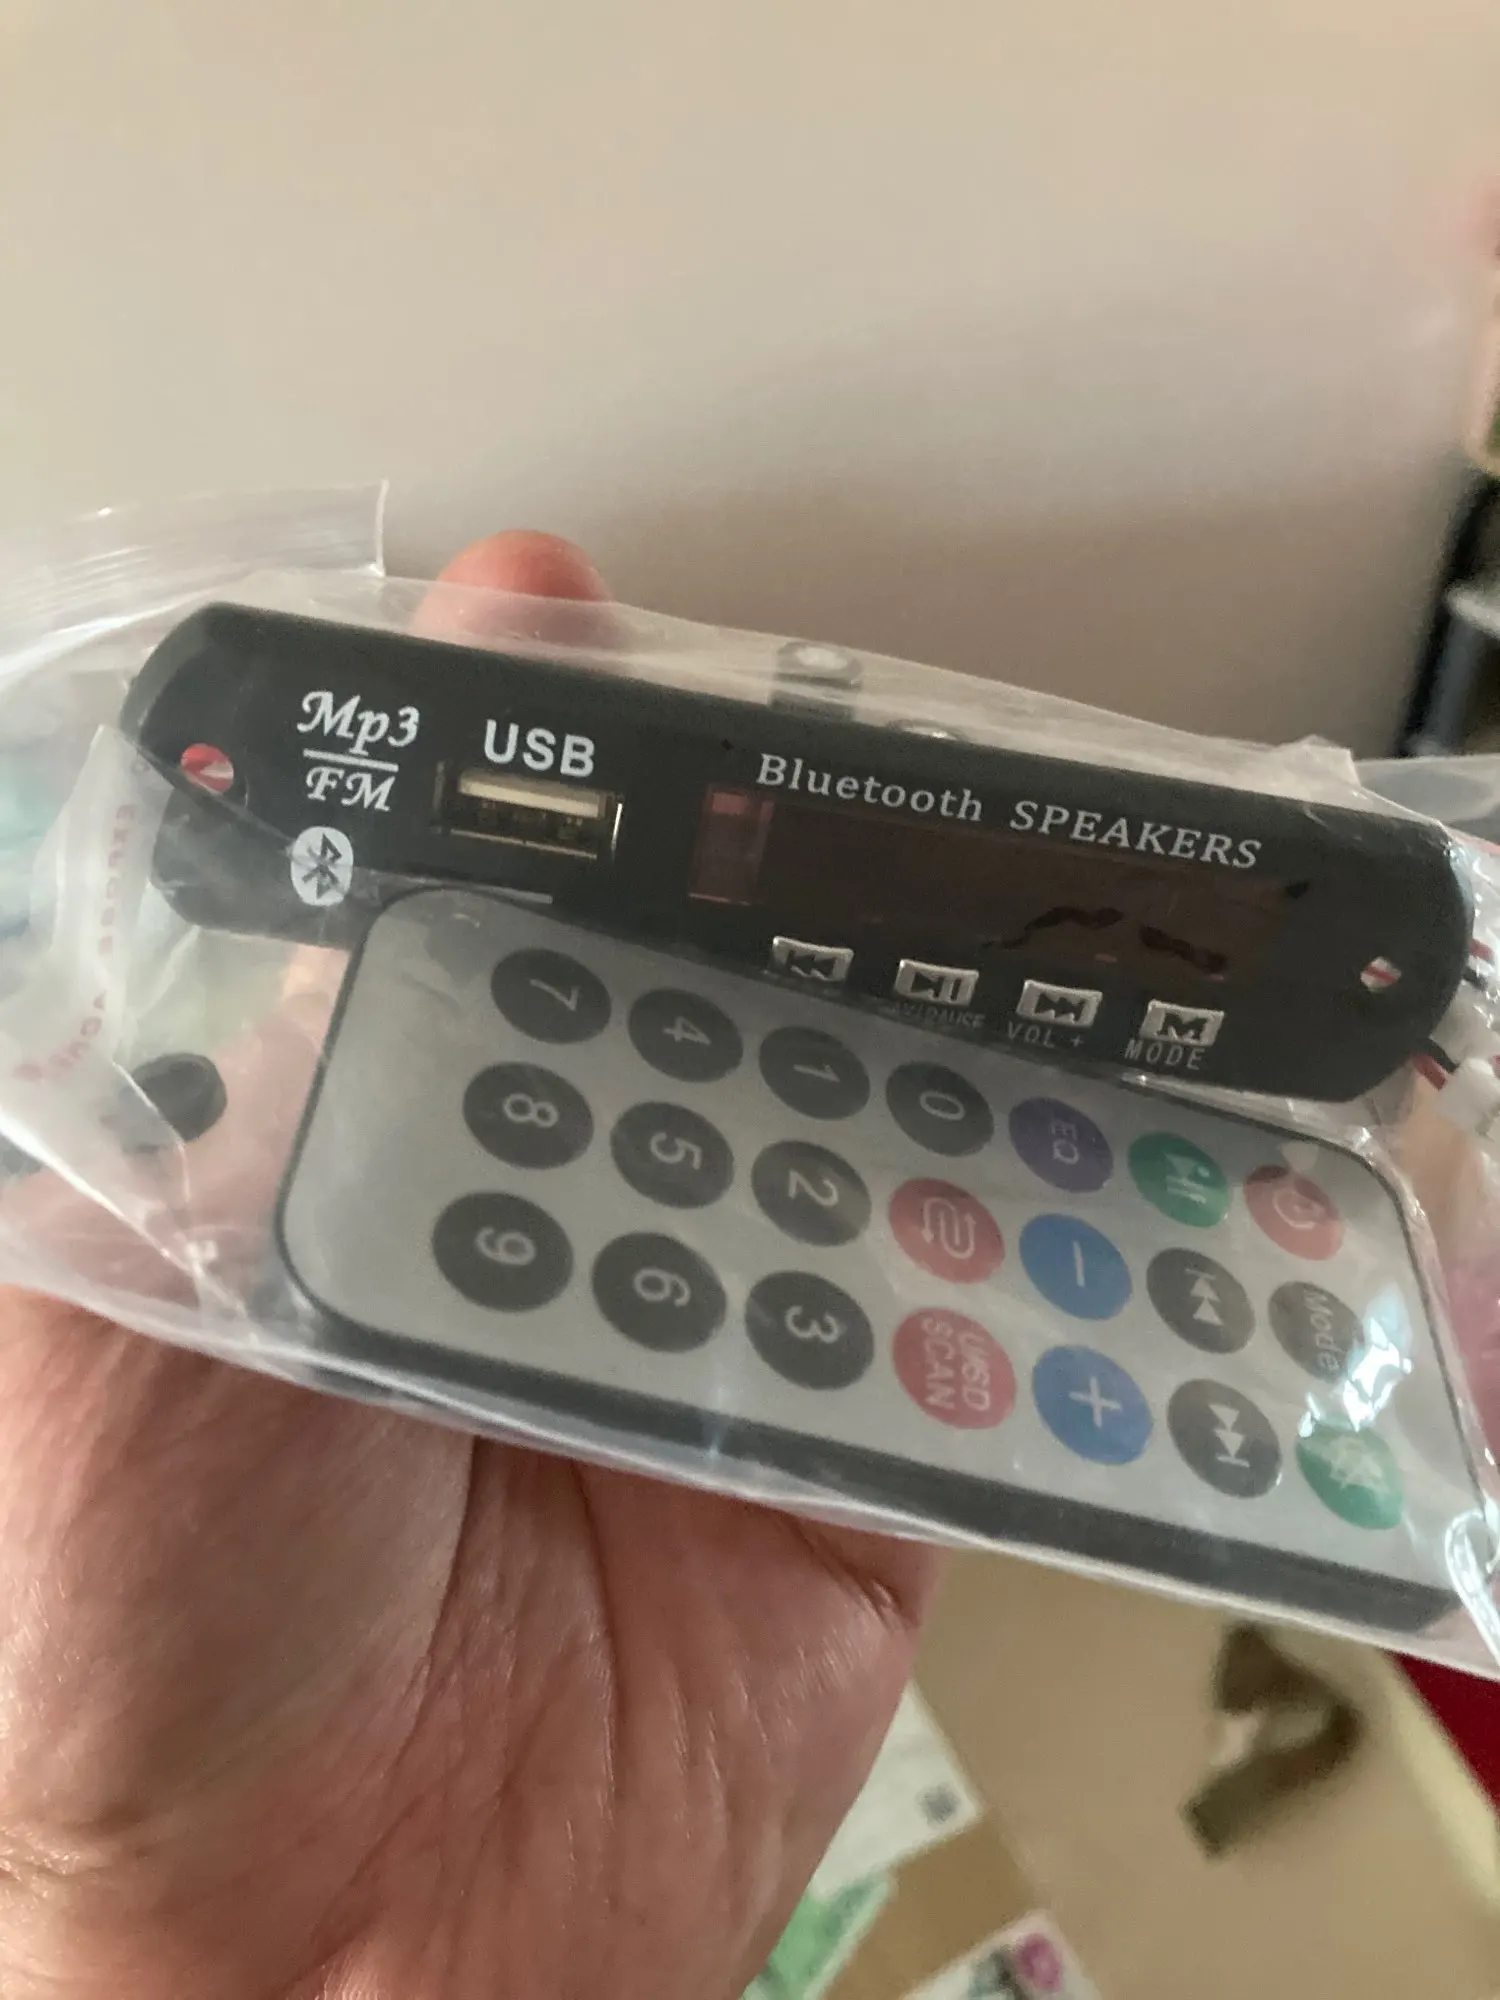 Mp3
FM
USB
Bluetooth SPEAKERS
VOL +
MODE
7
4
1
0
EQ
8
5
2
−
Mode
9
6
3
U\SD
SCAN
+